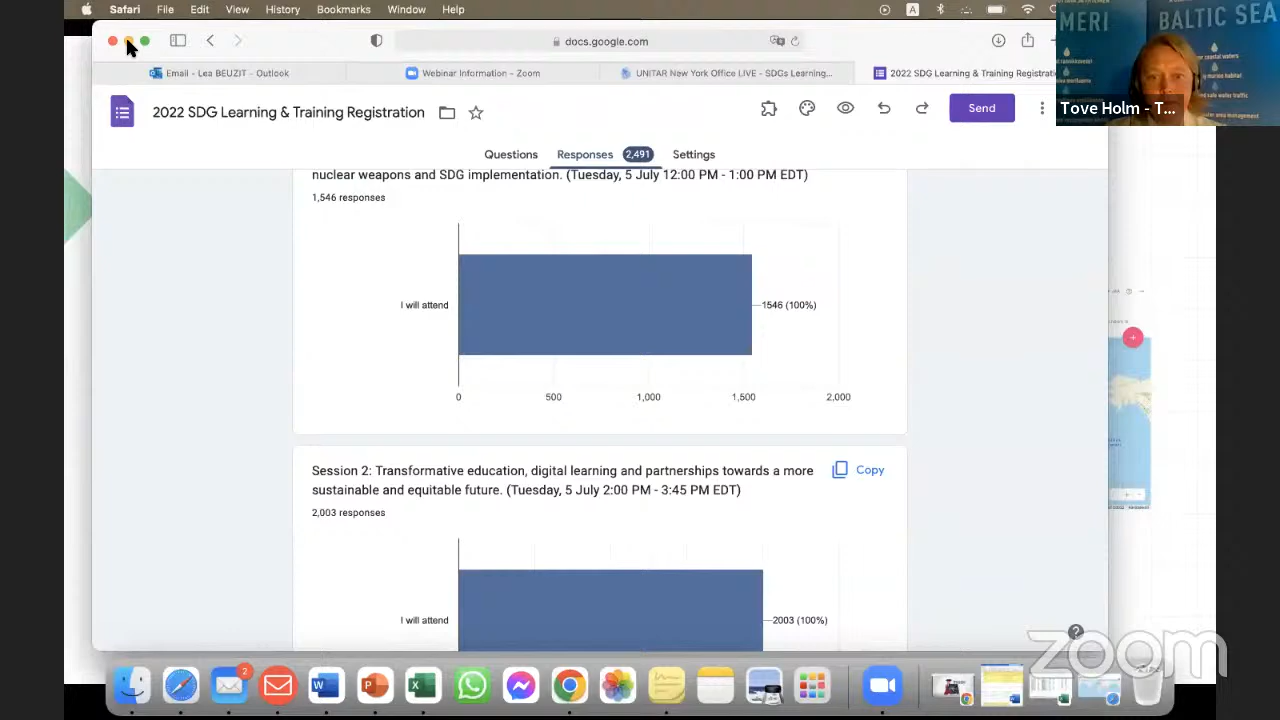 Safari File Edit View History Bookmarks Window Help
A
docs.google.com
Email - Lea BEUZIT - Outlook
Webinar Information - Zoom
UNITAR New York Office LIVE - SDGs Learning...
2022 SDG Learning & Training Registrat
MERI
BALTIC SEA
Tove Holm - T...
2022 SDG Learning & Training Registration
Send
Questions
Responses 2,491
Settings
nuclear weapons and SDG implementation. (Tuesday, 5 July 12:00 PM - 1:00 PM EDT)
1,546 responses
I will attend
1546 (100%)
0 500 1,000 1,500 2,000
Session 2: Transformative education, digital learning and partnerships towards a more
sustainable and equitable future. (Tuesday, 5 July 2:00 PM - 3:45 PM EDT)
Copy
2,003 responses
I will attend
2003 (100%)
2
zoom